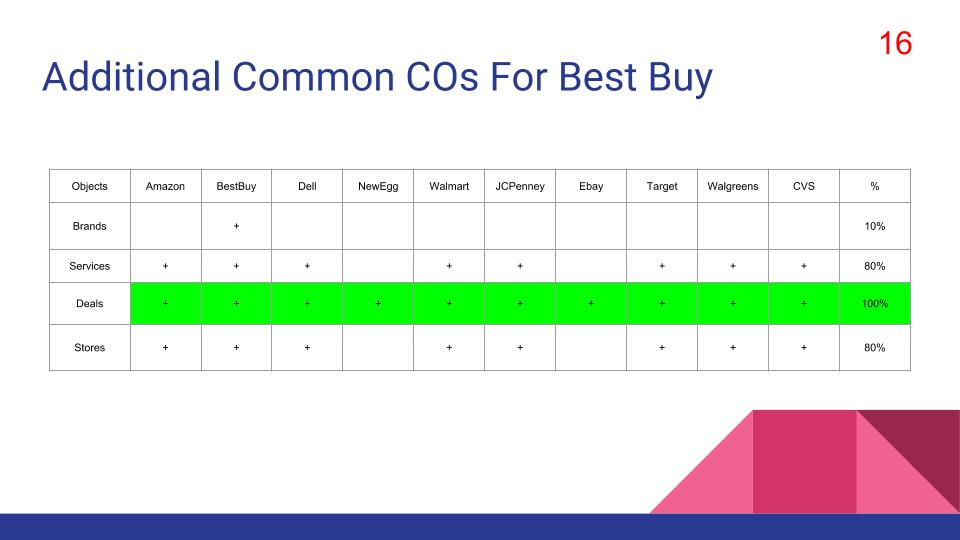 16
Additional Common COs For Best Buy
Objects Amazon BestBuy Dell NewEgg Walmart JCPenney Ebay Target Walgreens CVS %
Brands + 10%
Services + + + + + + + + 80%
Deals + + + + + + + + + + 100%
Stores + + + + + + + + 80%